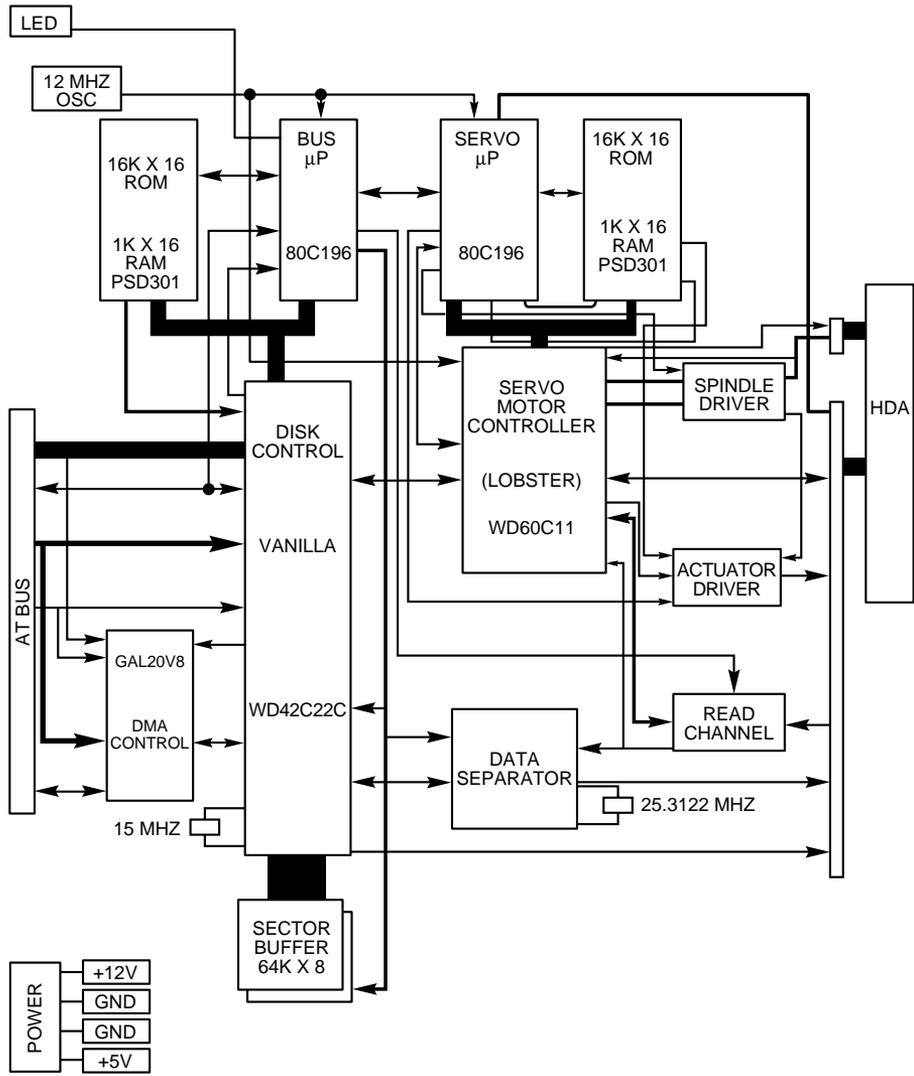 LED
12 MHZ
OSC
16K X 16
ROM
1K X 16
RAM
PSD301
BUS
µP
80C196
SERVO
µP
80C196
16K X 16
ROM
1K X 16
RAM
PSD301
HDA
SPINDLE
DRIVER
SERVO
MOTOR
CONTROLLER
(LOBSTER)
WD60C11
DISK
CONTROL
VANILLA
WD42C22C
AT BUS
ACTUATOR
DRIVER
GAL20V8
DMA
CONTROL
READ
CHANNEL
DATA
SEPARATOR
25.3122 MHZ
15 MHZ
SECTOR
BUFFER
64K X 8
POWER
+12V
GND
GND
+5V